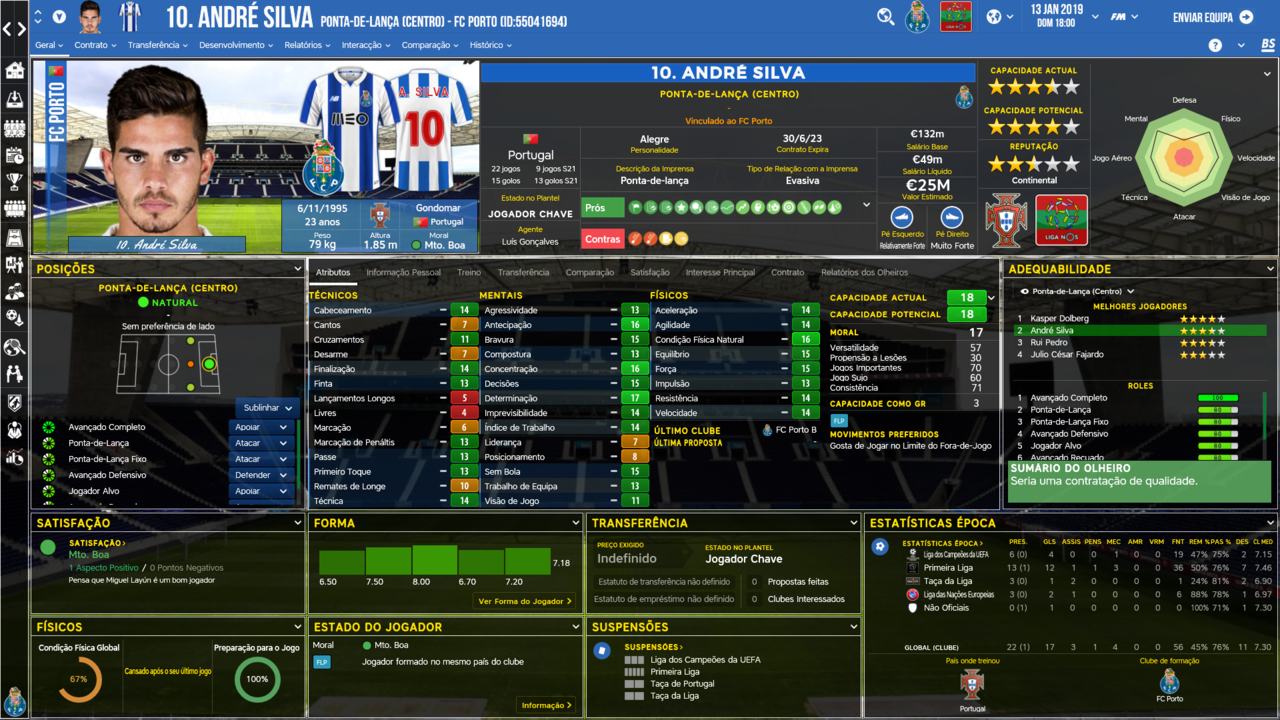 10. ANDRÉ SILVA PONTA-DE-LANÇA (CENTRO) - FC PORTO (ID:55041694)
13 JAN 2019
DOM 18:00
FM
ENVIAR EQUIPA
Geral
Contrato
Transferência
Desenvolvimento
Relatórios
Interacção
Comparação
Histórico
?
BS
FC PORTO
MEO
A. SILVA
10
6/11/1995
23 anos
Peso
79 kg
Altura
1.85 m
Gondomar
Portugal
Moral
Mto. Boa
10. André Silva
10. ANDRÉ SILVA
PONTA-DE-LANÇA (CENTRO)
-
Vinculado ao FC Porto
Portugal
22 jogos 9 jogos S21
15 golos 13 golos S21
Estado no Plantel
JOGADOR CHAVE
Agente
Luís Gonçalves
Alegre
Personalidade
30/6/23
Contrato Expira
Descrição da Imprensa
Ponta-de-lança
Tipo de Relação com a Imprensa
Evasiva
Prós
Contras
€132m
Salário Base
€49m
Salário Líquido
€25M
Valor Estimado
Pé Esquerdo
Relativamente Forte
Pé Direito
Muito Forte
CAPACIDADE ACTUAL
CAPACIDADE POTENCIAL
REPUTAÇÃO
Continental
LIGA NOS
Defesa
Físico
Velocidade
Visão de Jogo
Atacar
Técnica
Jogo Aéreo
Mental
POSIÇÕES
PONTA-DE-LANÇA (CENTRO)
NATURAL
-
Sem preferência de lado
Sublinhar
Avançado Completo Apoiar
Ponta-de-Lança Atacar
Ponta-de-Lança Fixo Atacar
Avançado Defensivo Defender
Jogador Alvo Apoiar
Atributos
Informação Pessoal
Treino
Transferência
Comparação
Satisfação
Interesse Principal
Contrato
Relatórios dos Olheiros
TÉCNICOS
Cabeceamento 14
Cantos 7
Cruzamentos 11
Desarme 7
Finalização 14
Finta 13
Lançamentos Longos 5
Livres 4
Marcação 6
Marcação de Penáltis 13
Passe 13
Primeiro Toque 13
Remates de Longe 10
Técnica 14
MENTAIS
Agressividade 13
Antecipação 16
Bravura 15
Compostura 13
Concentração 16
Decisões 13
Determinação 17
Imprevisibilidade 14
Índice de Trabalho 14
Liderança 7
Posicionamento 8
Sem Bola 15
Trabalho de Equipa 13
Visão de Jogo 11
FÍSICOS
Aceleração 14
Agilidade 14
Condição Física Natural 16
Equilíbrio 15
Força 15
Impulsão 13
Resistência 14
Velocidade 14
ÚLTIMO CLUBE FC Porto B
ÚLTIMA PROPOSTA -
CAPACIDADE ACTUAL 18
CAPACIDADE POTENCIAL 18
MORAL 17
Versatilidade 57
Propensão a Lesões 30
Jogos Importantes 70
Jogo Sujo 60
Consistência 71
CAPACIDADE COMO GR 3
FLP
MOVIMENTOS PREFERIDOS
Gosta de Jogar no Limite do Fora-de-Jogo
ADEQUABILIDADE
Ponta-de-Lança (Centro)
MELHORES JOGADORES
1 Kasper Dolberg
2 André Silva
3 Rui Pedro
4 Julio César Fajardo
ROLES
1 Avançado Completo 100
2 Ponta-de-Lança
3 Ponta-de-Lança Fixo
4 Avançado Defensivo
5 Jogador Alvo
6 Avançado Recuado
SUMÁRIO DO OLHEIRO
Seria uma contratação de qualidade.
SATISFAÇÃO
SATISFAÇÃO>
Mto. Boa
1 Aspecto Positivo / 0 Pontos Negativos
Pensa que Miguel Layún é um bom jogador
FORMA
7.18
6.50 7.50 8.00 6.70 7.20
Ver Forma do Jogador >
TRANSFERÊNCIA
PREÇO EXIGIDO
Indefinido
ESTADO NO PLANTEL
Jogador Chave
Estatuto de transferência não definido 0 Propostas feitas
Estatuto de empréstimo não definido 0 Clubes Interessados
ESTATÍSTICAS ÉPOCA
ESTATÍSTICAS ÉPOCA> PRES. GLS ASSIS PENS MEC AMR VRM FNT REM % PAS % DES CL MED
Liga dos Campeões da UEFA 6 (0) 4 0 0 1 0 0 19 47% 75% 2 7.15
Primeira Liga 13 (1) 12 1 1 3 0 0 36 50% 76% 7 7.46
Taça da Liga 3 (0) 1 2 0 0 0 0 1 24% 81% 2 6.90
Liga das Nações Europeias 3 (0) 2 1 0 0 0 0 6 88% 78% 1 6.97
Não Oficiais 0 (1) 1 0 0 0 0 0 0 100% 71% 1 7.30
GLOBAL (CLUBE) 22 (1) 17 3 1 4 0 0 56 45% 76% 11 7.30
País onde treinou
Portugal
Clube de formação
FC Porto
FÍSICOS
Condição Física Global
67%
Cansado após o seu último jogo
Preparação para o Jogo
100%
ESTADO DO JOGADOR
Moral Mto. Boa
FLP Jogador formado no mesmo país do clube
Informação >
SUSPENSÕES
SUSPENSÕES>
Liga dos Campeões da UEFA
Primeira Liga
Taça de Portugal
Taça da Liga